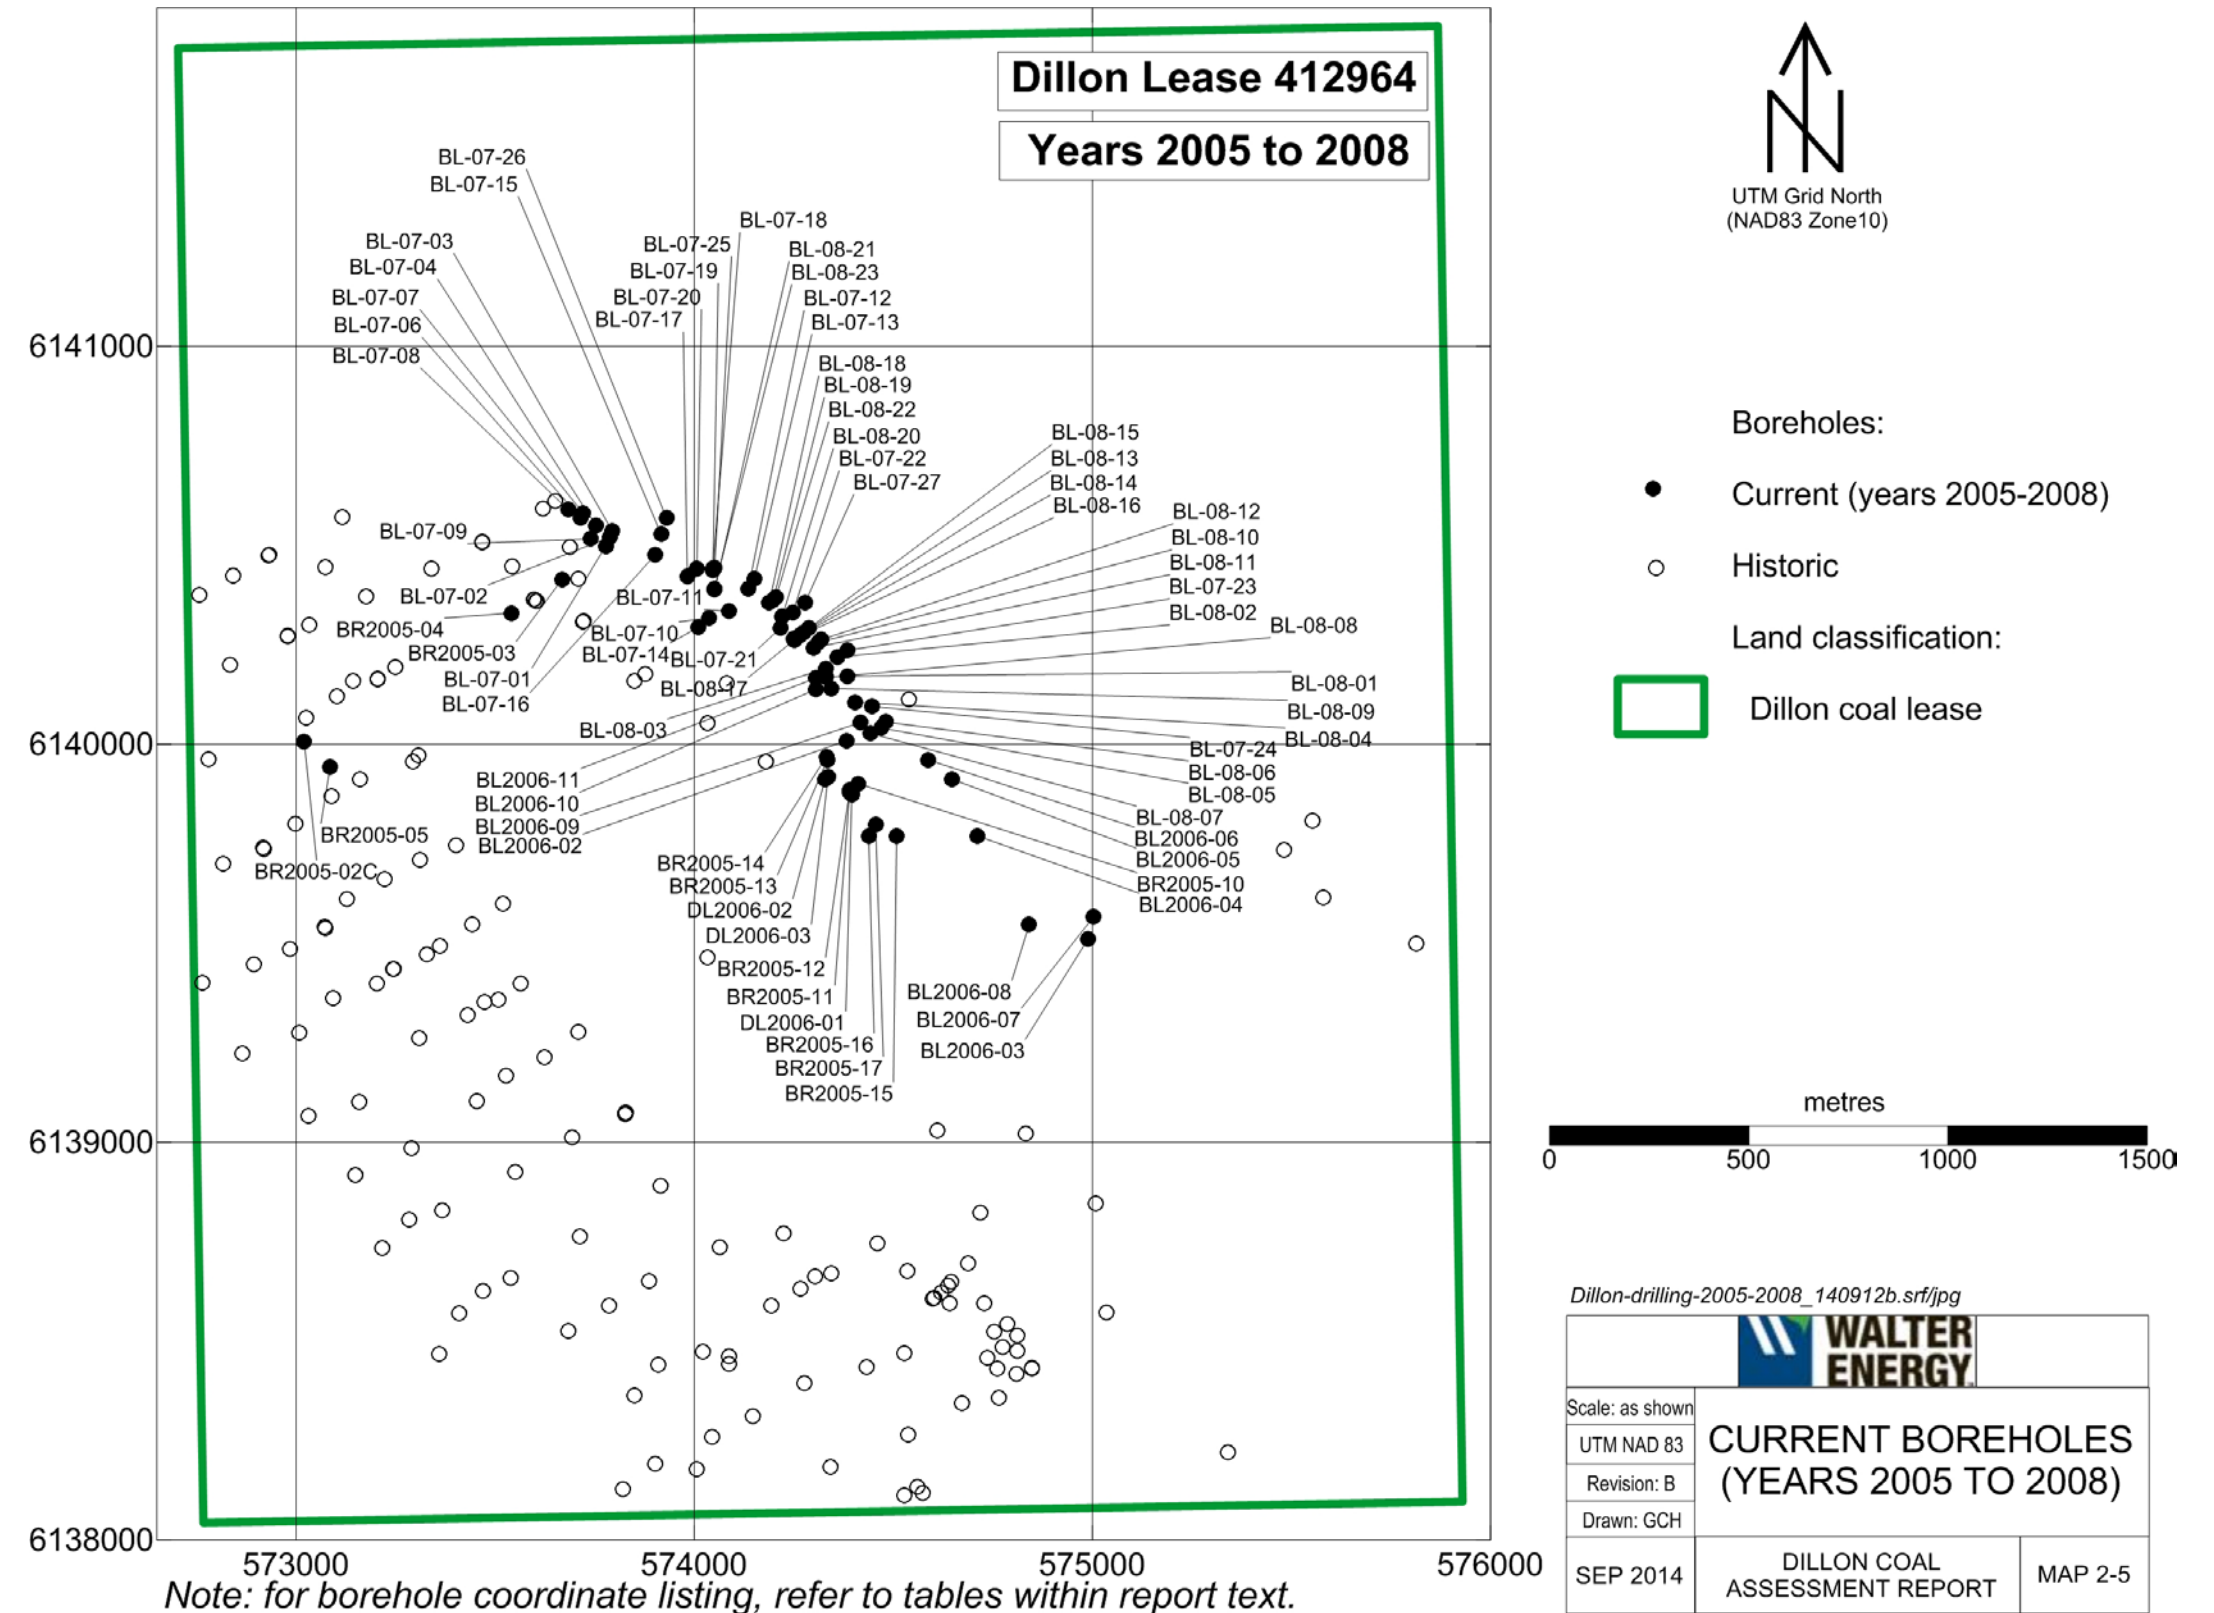 Dillon Lease 412964
Years 2005 to 2008
BL-07-26
BL-07-15
BL-07-03
BL-07-04
BL-07-07
BL-07-06
BL-07-08
BL-07-18
BL-07-25
BL-07-19
BL-07-20
BL-07-17
BL-08-21
BL-08-23
BL-07-12
BL-07-13
BL-08-18
BL-08-19
BL-08-22
BL-08-20
BL-07-22
BL-07-27
BL-08-15
BL-08-13
BL-08-14
BL-08-16
BL-08-12
BL-08-10
BL-08-11
BL-07-23
BL-08-02
BL-08-08
BL-08-01
BL-08-09
BL-08-04
BL-07-24
BL-08-06
BL-08-05
BL-08-07
BL2006-06
BL2006-05
BR2005-10
BL2006-04
BL-07-09
BL-07-02
BR2005-04
BR2005-03
BL-07-01
BL-07-16
BL-07-11
BL-07-10
BL-07-14
BL-07-21
BL-08-17
BL-08-03
BL2006-11
BL2006-10
BL2006-09
BL2006-02
BR2005-05
BR2005-02C
BR2005-14
BR2005-13
DL2006-02
DL2006-03
BR2005-12
BR2005-11
DL2006-01
BR2005-16
BR2005-17
BR2005-15
BL2006-08
BL2006-07
BL2006-03
6141000
6140000
6139000
6138000
573000
574000
575000
576000
Note: for borehole coordinate listing, refer to tables within report text.
N
UTM Grid North
(NAD83 Zone10)
Boreholes:
Current (years 2005-2008)
Historic
Land classification:
Dillon coal lease
metres
0 500 1000 1500
Dillon-drilling-2005-2008_140912b.srf/jpg
WALTER
ENERGY
Scale: as shown
UTM NAD 83
Revision: B
Drawn: GCH
SEP 2014
CURRENT BOREHOLES
(YEARS 2005 TO 2008)
DILLON COAL
ASSESSMENT REPORT
MAP 2-5